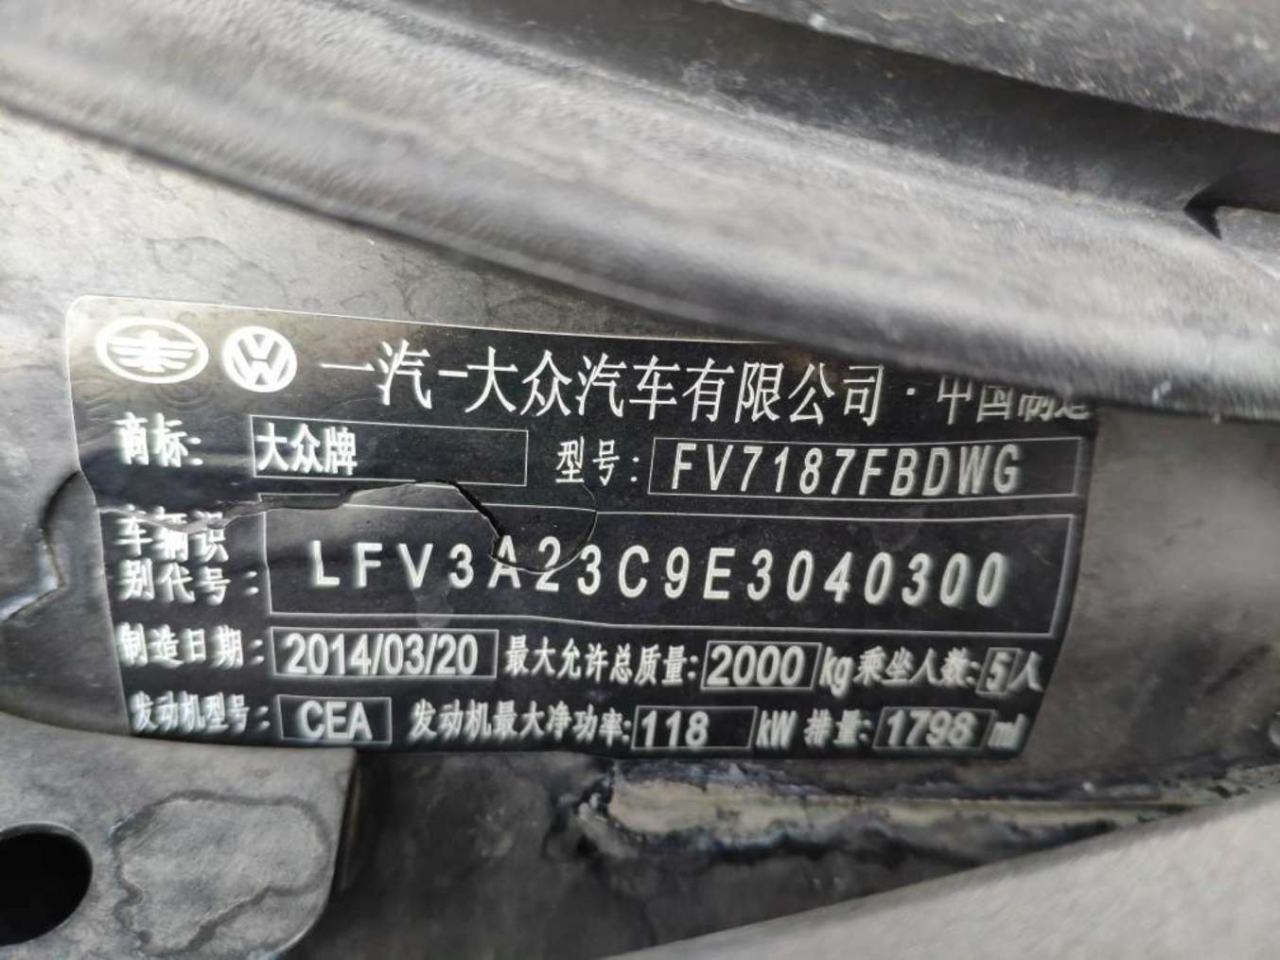 一汽-大众汽车有限公司·中国制造
商标: 大众牌 型号: FV7187FBDWG
车辆识别代号: LFV3A23C9E3040300
制造日期: 2014/03/20 最大允许总质量: 2000 kg 乘坐人数: 5 人
发动机型号: CEA 发动机最大净功率: 118 kW 排量: 1798 ml